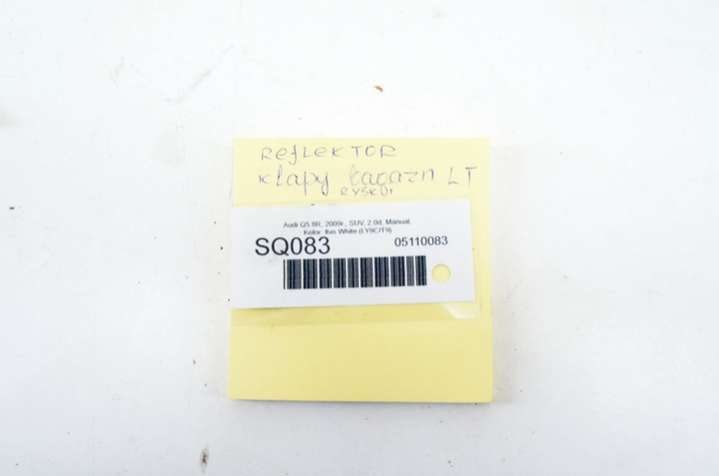 REFLEKTOR
Klapy bagażn LT
RYSKI
Audi Q5 8R, 2009r., SUV, 2.0d, Manual,
Kolor: Ibis White (LY9C/T9)
SQ083 05110083